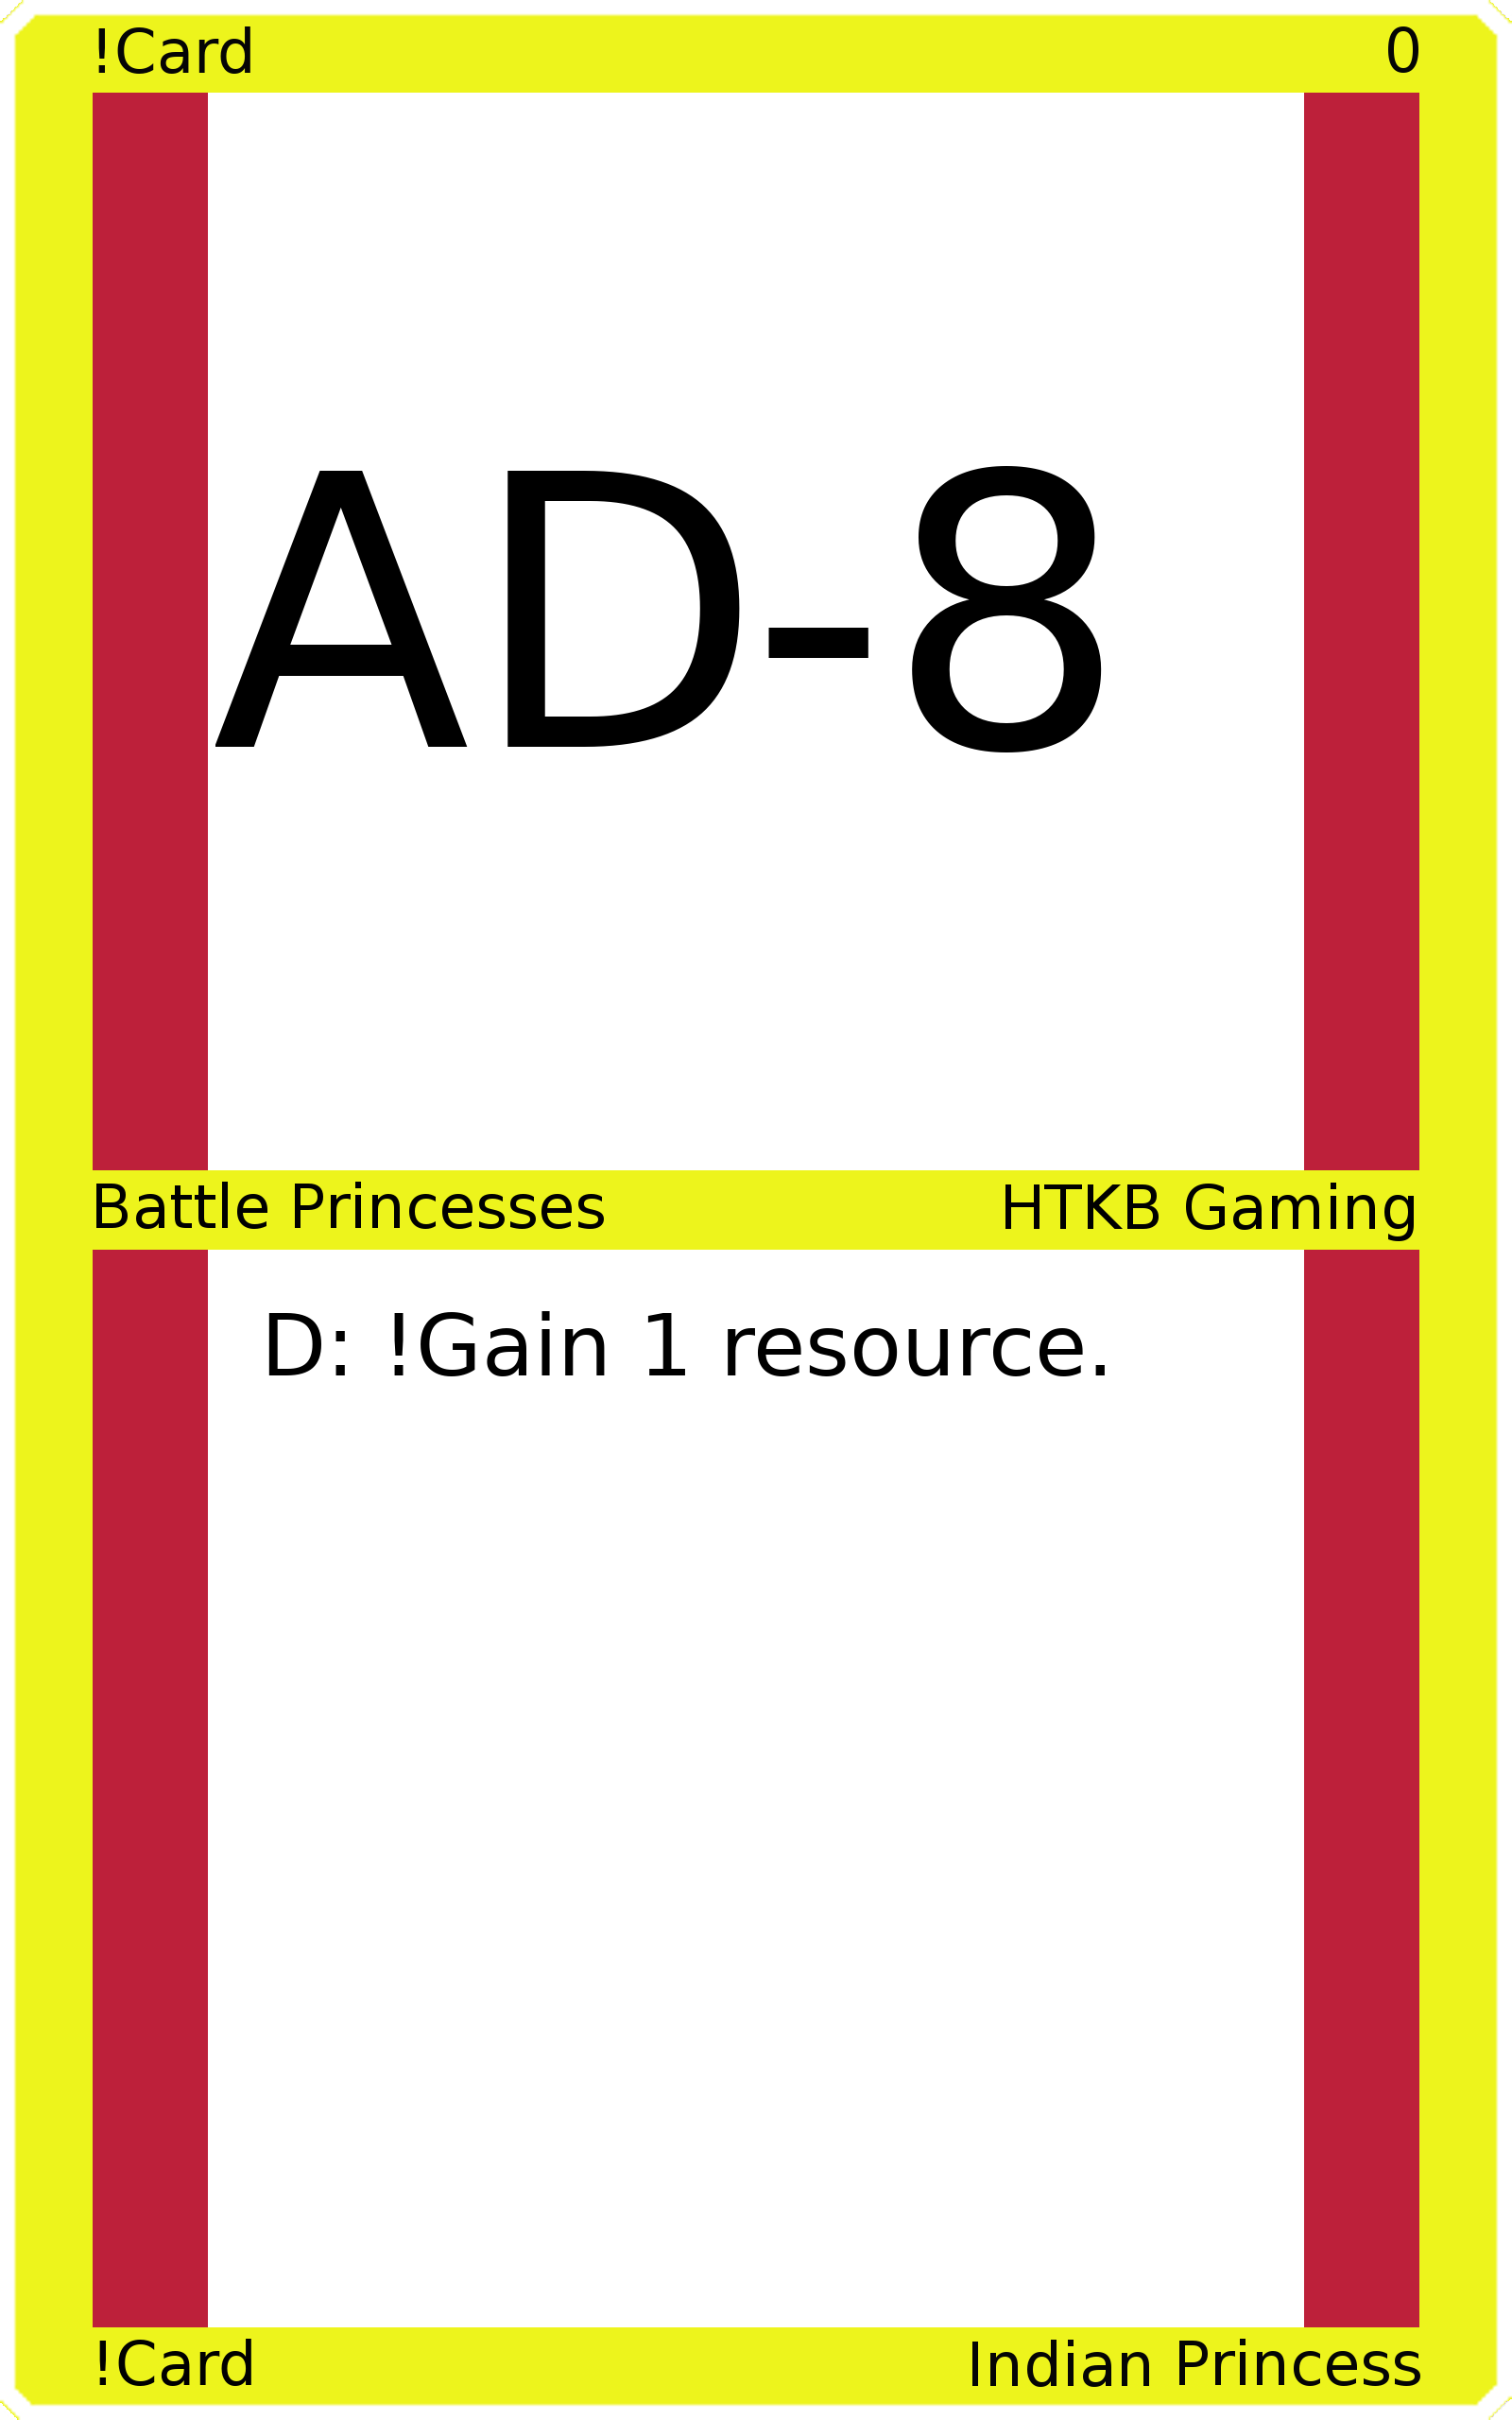 !Card 0
AD-8
Battle Princesses HTKB Gaming
D: !Gain 1 resource.
!Card Indian Princess